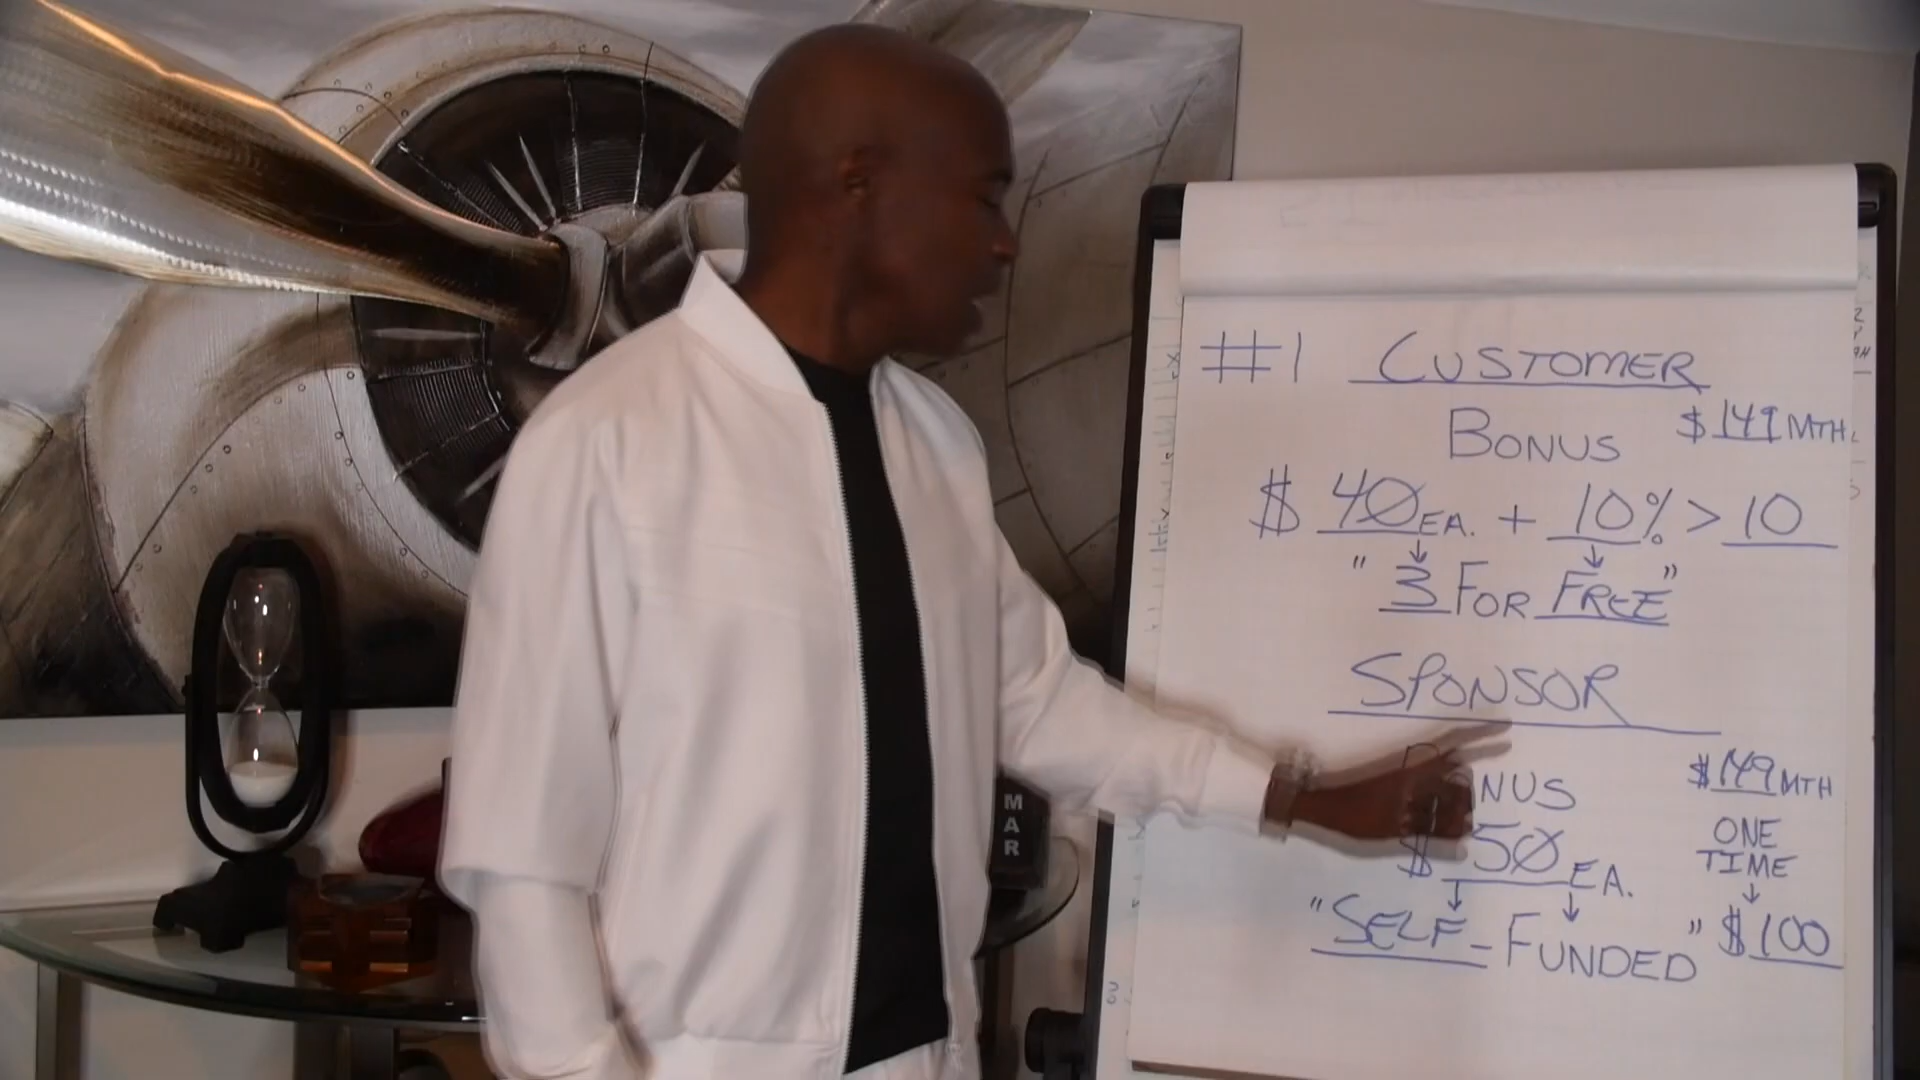 #1 CUSTOMER
BONUS $149 MTH.
$40 EA. + 10% > 10
"3 FOR FREE"
SPONSOR
NUS $149 MTH
$50 EA. ONE TIME
"SELF-FUNDED" $100
MAR